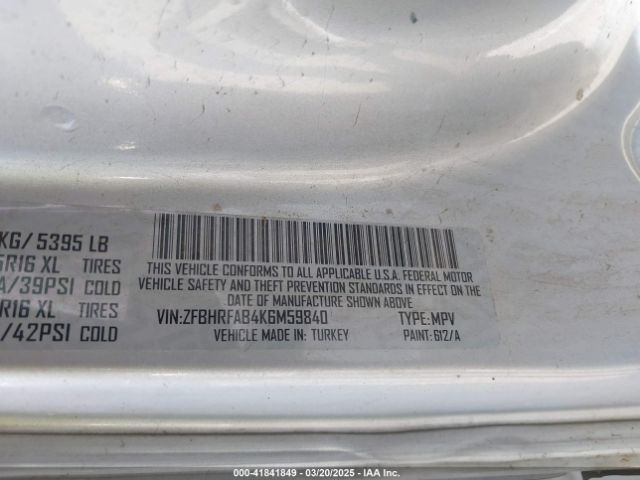 KG/ 5395 LB
R16 XL TIRES
A/39PSI COLD
R16 XL TIRES
/42PSI COLD
THIS VEHICLE CONFORMS TO ALL APPLICABLE U.S.A. FEDERAL MOTOR
VEHICLE SAFETY AND THEFT PREVENTION STANDARDS IN EFFECT ON THE
DATE OF MANUFACTURE SHOWN ABOVE
VIN:ZFBHRFAB4K6M59840 TYPE:MPV
VEHICLE MADE IN: TURKEY PAINT: 612/A
000-41841849 - 03/20/2025 - IAA Inc.